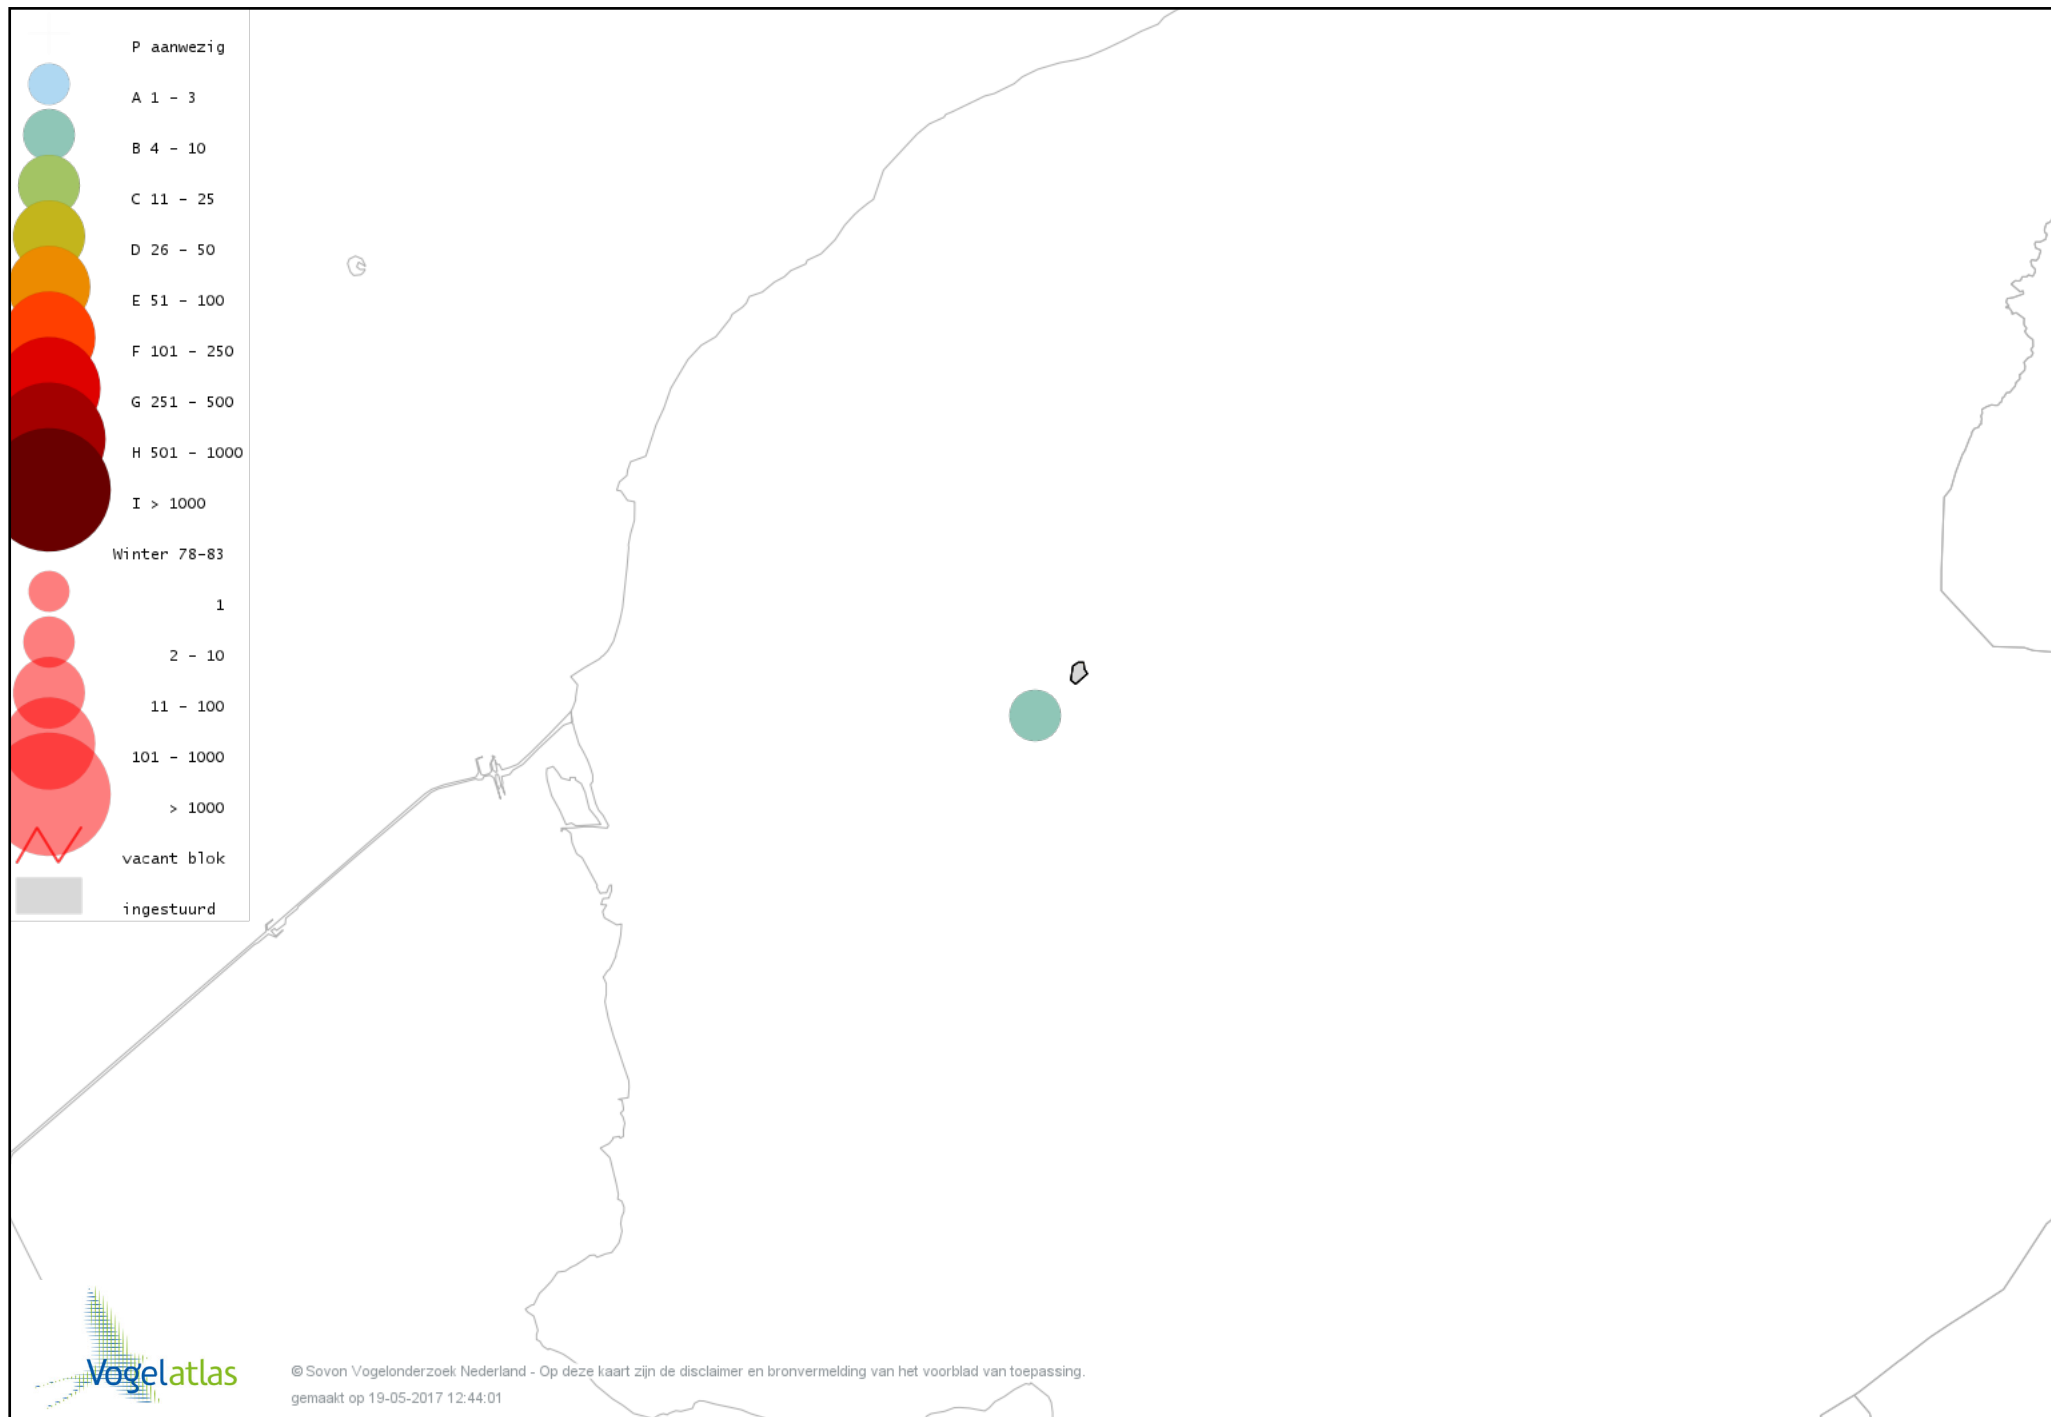 P aanwezig
A 1 - 3
B 4 - 10
C 11 - 25
D 26 - 50
E 51 - 100
F 101 - 250
G 251 - 500
H 501 - 1000
I > 1000
Winter 78-83
1
2 - 10
11 - 100
101 - 1000
> 1000
vacant blok
ingestuurd
Vogelatlas
© Sovon Vogelonderzoek Nederland - Op deze kaart zijn de disclaimer en bronvermelding van het voorblad van toepassing.
gemaakt op 19-05-2017 12:44:01